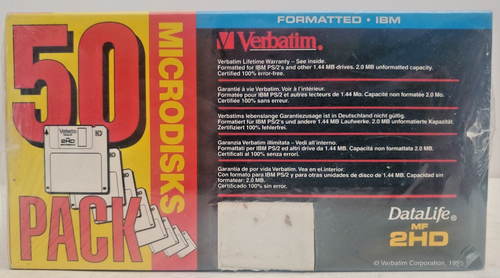 50
MICRODISKS
PACK
Verbatim
2HD
FORMATTED • IBM
Verbatim®
Verbatim Lifetime Warranty – See inside.
Formatted for IBM PS/2's and other 1.44 MB drives. 2.0 MB unformatted capacity.
Certified 100% error-free.
Garantie à vie Verbatim. Voir à l'interieur.
Formatée pour IBM PS/2 et autres lecteurs de 1.44 Mo. Capacité non formatée 2.0 Mo.
Certifiée 100% sans erreur.
Verbatims lebenslange Garantiezusage ist in Deutschland nicht gültig.
Formatiert für IBM PS/2 und andere 1.44 MB Laufwerke. 2.0 MB unformatierte Kapazität.
Zertifiziert 100% fehlerfrei.
Garanzia Verbatim illimitata – Vedi all'interno.
Formattati per IBM PS/2 ed altri drive da 1.44 MB. Capacità non formattata 2.0 MB.
Certificati al 100% senza errori.
Garantía de por vida Verbatim. Vea en el interior.
Con formato para IBM PS/2 y para otras unidades de disco de 1.44 MB. Capacidad sin
formatear: 2.0 MB.
Certificado 100% sin error.
DataLife®
MF
2HD
© Verbatim Corporation, 1995